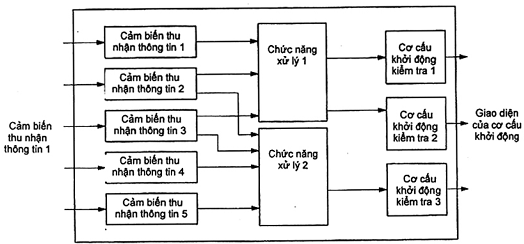 Cảm biến thu nhận thông tin 1
Cảm biến thu
nhận thông tin 1
Cảm biến thu
nhận thông tin 2
Cảm biến thu
nhận thông tin 3
Cảm biến thu
nhận thông tin 4
Cảm biến thu
nhận thông tin 5
Chức năng
xử lý 1
Chức năng
xử lý 2
Cơ cấu
khởi động
kiểm tra 1
Cơ cấu
khởi động
kiểm tra 2
Cơ cấu
khởi động
kiểm tra 3
Giao diện
của cơ cấu
khởi động